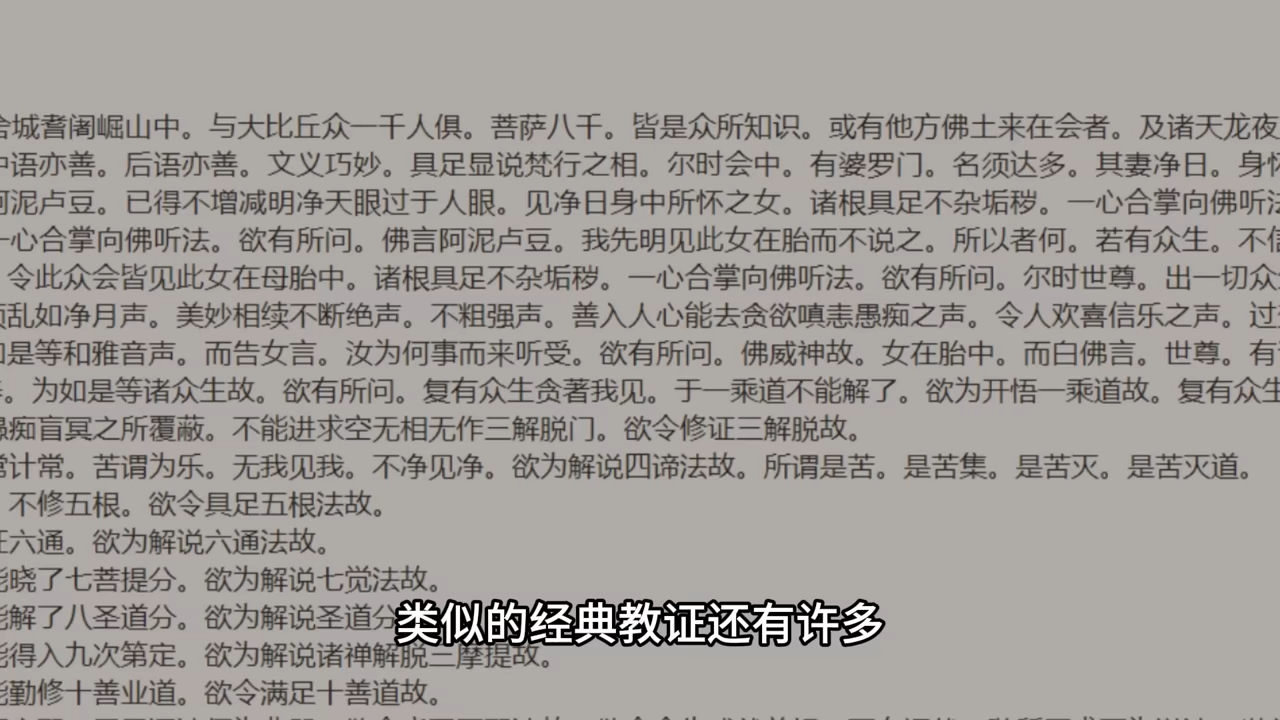 舍城耆阇崛山中。与大比丘众一千人俱。菩萨八千。皆是众所知识。或有他方佛土来在会者。及诸天龙夜
中语亦善。后语亦善。文义巧妙。具足显说梵行之相。尔时会中。有婆罗门。名须达多。其妻净日。身怀
阿泥卢豆。已得不增减明净天眼过于人眼。见净日身中所怀之女。诸根具足不杂垢秽。一心合掌向佛听法
一心合掌向佛听法。欲有所问。佛言阿泥卢豆。我先明见此女在胎而不说之。所以者何。若有众生。不信
。令此众会皆见此女在母胎中。诸根具足不杂垢秽。一心合掌向佛听法。欲有所问。尔时世尊。出一切众
乱如净月声。美妙相续不断绝声。不粗强声。善入人心能去贪欲嗔恚愚痴之声。令人欢喜信乐之声。过
如是等和雅音声。而告女言。汝为何事而来听受。欲有所问。佛威神故。女在胎中。而白佛言。世尊。有
。为如是等诸众生故。欲有所问。复有众生贪著我见。于一乘道不能解了。欲为开悟一乘道故。复有众生
愚痴盲冥之所覆蔽。不能进求空无相无作三解脱门。欲令修证三解脱故。
常计常。苦谓为乐。无我见我。不净见净。欲为解说四谛法故。所谓是苦。是苦集。是苦灭。是苦灭道。
。不修五根。欲令具足五根法故。
证六通。欲为解说六通法故。
能晓了七菩提分。欲为解说七觉法故。
能解了八圣道分。欲为解说圣道分
类似的经典教证还有许多
能得入九次第定。欲为解说诸禅解脱三摩提故。
能勤修十善业道。欲令满足十善道故。